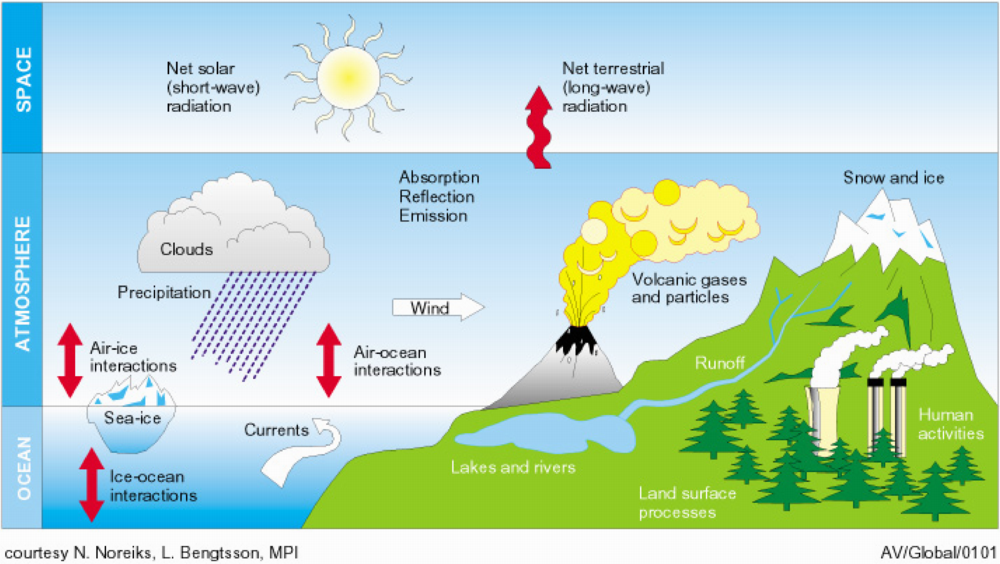 SPACE
Net solar
(short-wave)
radiation
Net terrestrial
(long-wave)
radiation
ATMOSPHERE
Absorption
Reflection
Emission
Snow and ice
Clouds
Precipitation
Volcanic gases
and particles
Wind
Air-ice
interactions
Air-ocean
interactions
Runoff
OCEAN
Sea-ice
Currents
Human
activities
Lakes and rivers
Ice-ocean
interactions
Land surface
processes
courtesy N. Noreiks, L. Bengtsson, MPI
AV/Global/0101